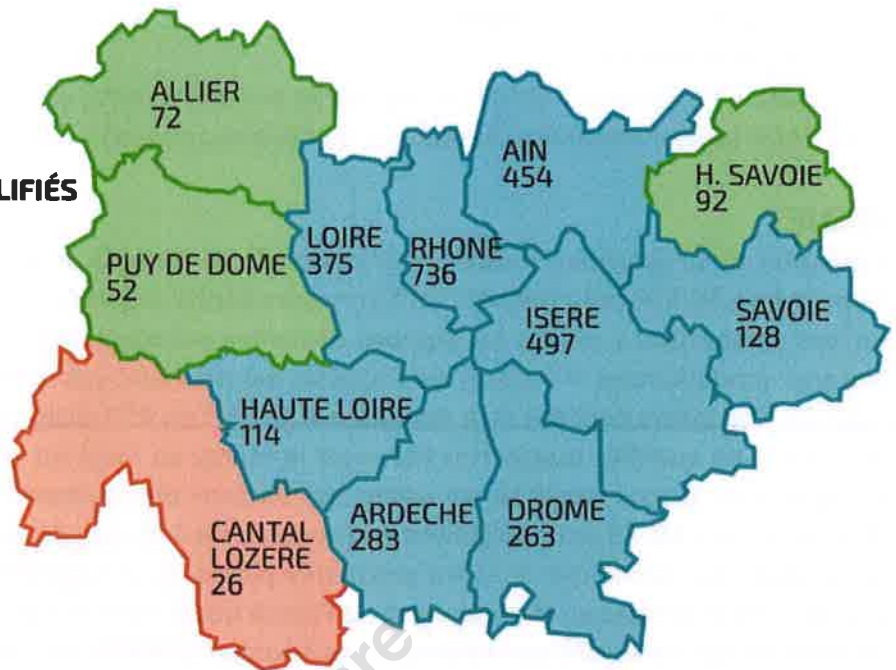 ALLIER
72
LIFIÉS
AIN
454
H. SAVOIE
92
PUY DE DOME
52
LOIRE
375
RHONE
736
ISERE
497
SAVOIE
128
HAUTE LOIRE
114
CANTAL
LOZERE
26
ARDECHE
283
DROME
263